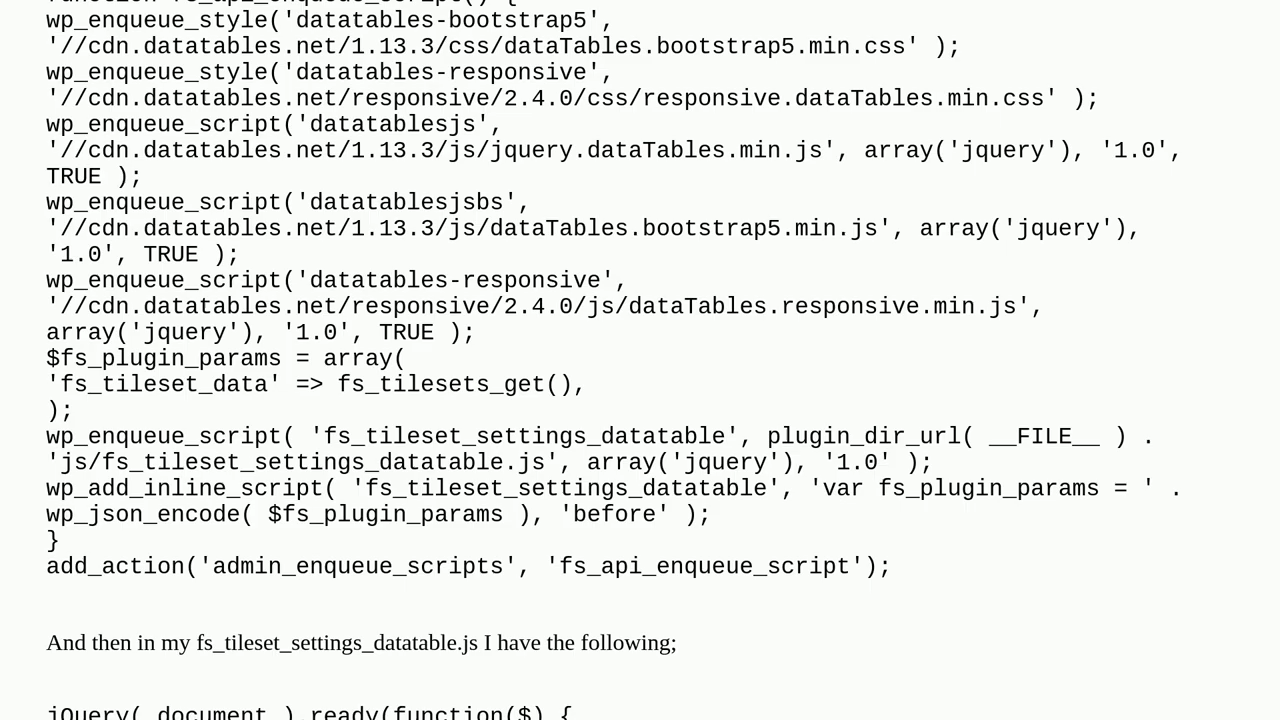 function fs_api_enqueue_script() {
wp_enqueue_style('datatables-bootstrap5',
'//cdn.datatables.net/1.13.3/css/dataTables.bootstrap5.min.css' );
wp_enqueue_style('datatables-responsive',
'//cdn.datatables.net/responsive/2.4.0/css/responsive.dataTables.min.css' );
wp_enqueue_script('datatablesjs',
'//cdn.datatables.net/1.13.3/js/jquery.dataTables.min.js', array('jquery'), '1.0',
TRUE );
wp_enqueue_script('datatablesjsbs',
'//cdn.datatables.net/1.13.3/js/dataTables.bootstrap5.min.js', array('jquery'),
'1.0', TRUE );
wp_enqueue_script('datatables-responsive',
'//cdn.datatables.net/responsive/2.4.0/js/dataTables.responsive.min.js',
array('jquery'), '1.0', TRUE );
$fs_plugin_params = array(
'fs_tileset_data' => fs_tilesets_get(),
);
wp_enqueue_script( 'fs_tileset_settings_datatable', plugin_dir_url( __FILE__ ) .
'js/fs_tileset_settings_datatable.js', array('jquery'), '1.0' );
wp_add_inline_script( 'fs_tileset_settings_datatable', 'var fs_plugin_params = ' .
wp_json_encode( $fs_plugin_params ), 'before' );
}
add_action('admin_enqueue_scripts', 'fs_api_enqueue_script');
And then in my fs_tileset_settings_datatable.js I have the following;
jQuery( document ).ready(function($) {